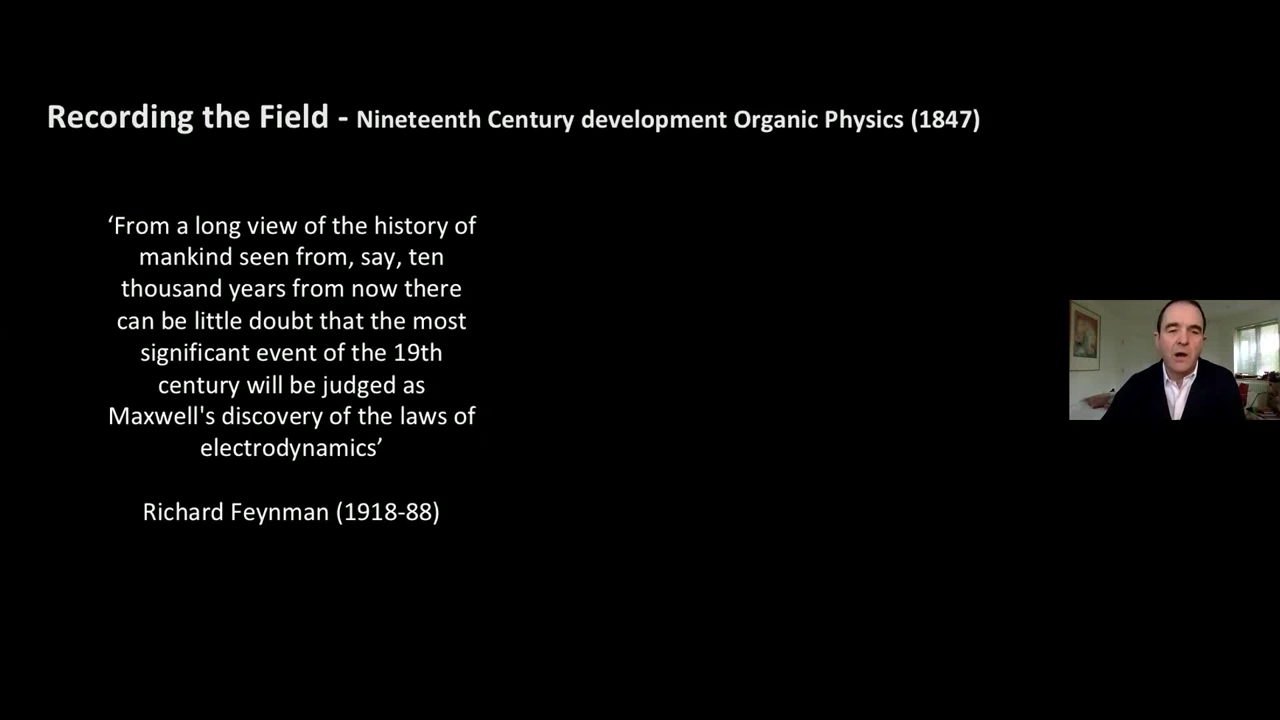 Recording the Field - Nineteenth Century development Organic Physics (1847)
‘From a long view of the history of
mankind seen from, say, ten
thousand years from now there
can be little doubt that the most
significant event of the 19th
century will be judged as
Maxwell's discovery of the laws of
electrodynamics’
Richard Feynman (1918-88)